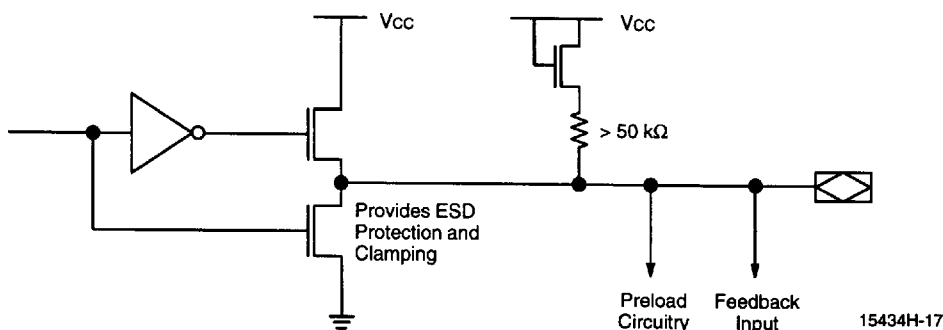 Vcc
Vcc
> 50 kΩ
Provides ESD
Protection and
Clamping
Preload
Circuitry
Feedback
Input
15434H-17